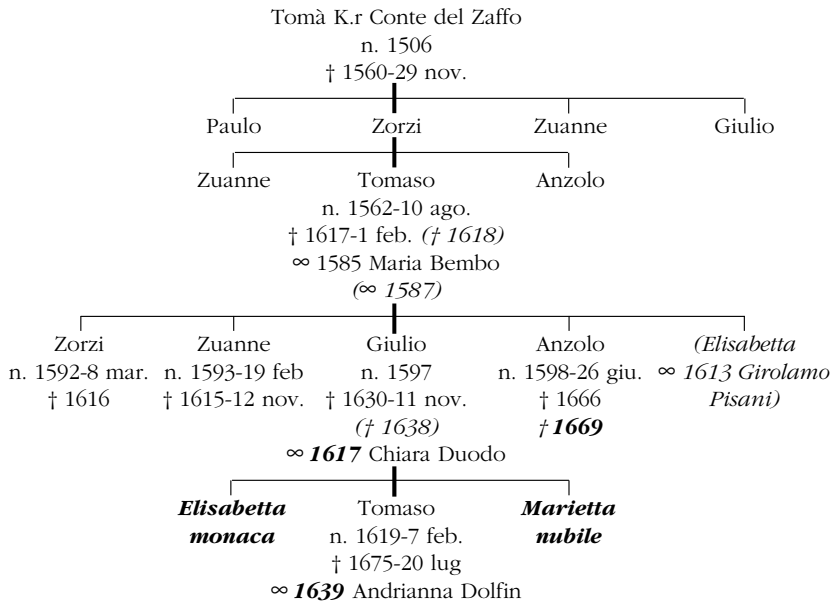 Tomà K.r Conte del Zaffo
n. 1506
† 1560-29 nov.
Paulo Zorzi Zuanne Giulio
Zuanne Tomaso Anzolo
n. 1562-10 ago.
† 1617-1 feb. († 1618)
∞ 1585 Maria Bembo
(∞ 1587)
Zorzi Zuanne Giulio Anzolo (Elisabetta
n. 1592-8 mar. n. 1593-19 feb n. 1597 n. 1598-26 giu. ∞ 1613 Girolamo
† 1616 † 1615-12 nov. † 1630-11 nov. † 1666 Pisani)
(† 1638) † 1669
∞ 1617 Chiara Duodo
Elisabetta Tomaso Marietta
monaca n. 1619-7 feb. nubile
† 1675-20 lug
∞ 1639 Andrianna Dolfin